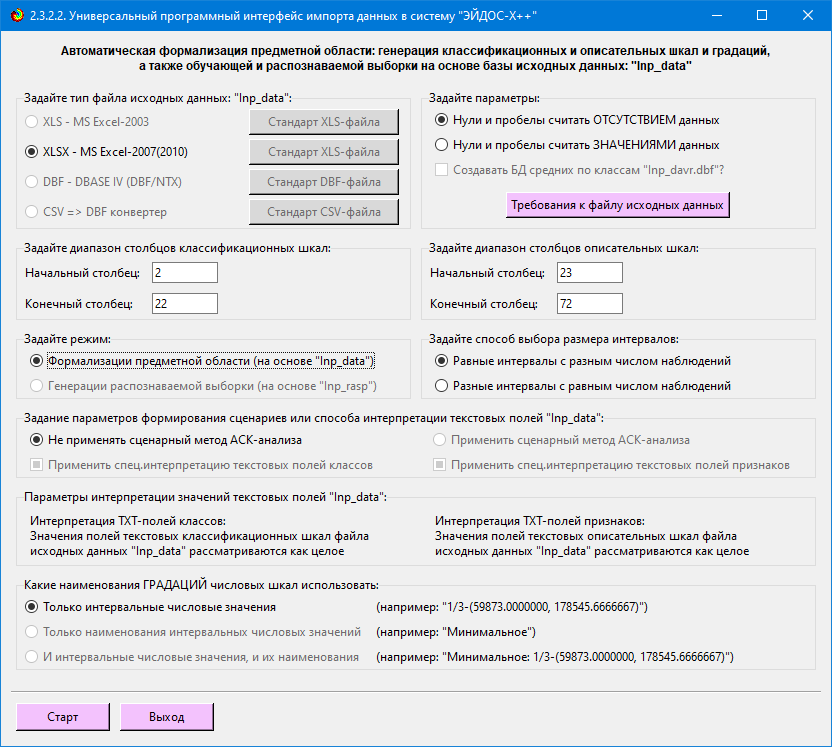 2.3.2.2. Универсальный программный интерфейс импорта данных в систему "ЭЙДОС-X++"
Автоматическая формализация предметной области: генерация классификационных и описательных шкал и градаций,
а также обучающей и распознаваемой выборки на основе базы исходных данных: "Inp_data"
Задайте тип файла исходных данных: "Inp_data":
XLS - MS Excel-2003
Стандарт XLS-файла
XLSX - MS Excel-2007(2010)
Стандарт XLS-файла
DBF - DBASE IV (DBF/NTX)
Стандарт DBF-файла
CSV => DBF конвертер
Стандарт CSV-файла
Задайте параметры:
Нули и пробелы считать ОТСУТСТВИЕМ данных
Нули и пробелы считать ЗНАЧЕНИЯМИ данных
Создавать БД средних по классам "Inp_davr.dbf"?
Требования к файлу исходных данных
Задайте диапазон столбцов классификационных шкал:
Начальный столбец: 2
Конечный столбец: 22
Задайте диапазон столбцов описательных шкал:
Начальный столбец: 23
Конечный столбец: 72
Задайте режим:
Формализации предметной области (на основе "Inp_data")
Генерации распознаваемой выборки (на основе "Inp_rasp")
Задайте способ выбора размера интервалов:
Равные интервалы с разным числом наблюдений
Разные интервалы с равным числом наблюдений
Задание параметров формирования сценариев или способа интерпретации текстовых полей "Inp_data":
Не применять сценарный метод АСК-анализа
Применить сценарный метод АСК-анализа
Применить спец.интерпретацию текстовых полей классов
Применить спец.интерпретацию текстовых полей признаков
Параметры интерпретации значений текстовых полей "Inp_data":
Интерпретация TXT-полей классов:
Значения полей текстовых классификационных шкал файла
исходных данных "Inp_data" рассматриваются как целое
Интерпретация TXT-полей признаков:
Значения полей текстовых описательных шкал файла
исходных данных "Inp_data" рассматриваются как целое
Какие наименования ГРАДАЦИЙ числовых шкал использовать:
Только интервальные числовые значения (например: "1/3-(59873.0000000, 178545.6666667)")
Только наименования интервальных числовых значений (например: "Минимальное")
И интервальные числовые значения, и их наименования (например: "Минимальное: 1/3-(59873.0000000, 178545.6666667)")
Старт
Выход